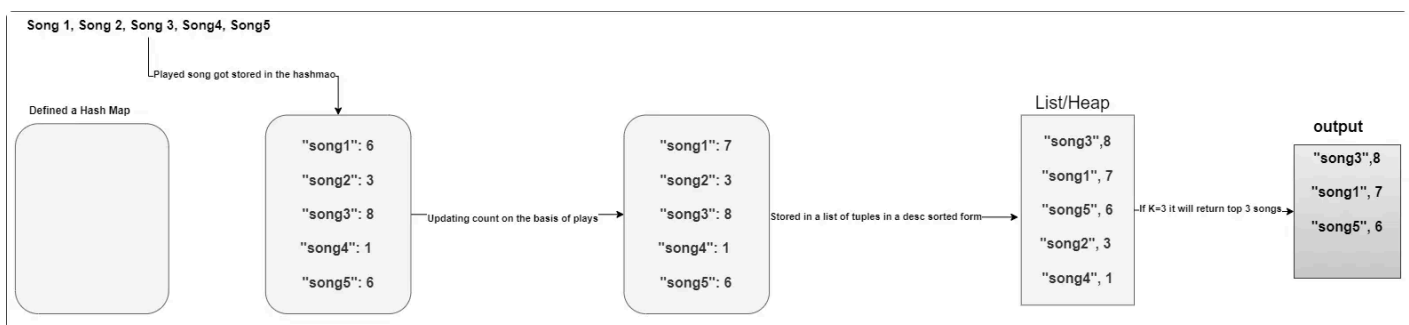 Song 1, Song 2, Song 3, Song4, Song5
Played song got stored in the hashmao
Defined a Hash Map
"song1": 6
"song2": 3
"song3": 8
"song4": 1
"song5": 6
Updating count on the basis of plays
"song1": 7
"song2": 3
"song3": 8
"song4": 1
"song5": 6
Stored in a list of tuples in a desc sorted form
List/Heap
"song3",8
"song1", 7
"song5", 6
"song2", 3
"song4", 1
If K=3 it will return top 3 songs
output
"song3",8
"song1", 7
"song5", 6